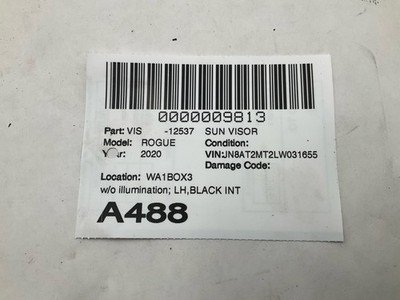 0000009813
Part: VIS -12537 SUN VISOR
Model: ROGUE Condition:
Year: 2020 VIN:JN8AT2MT2LW031655
Damage Code:
Location: WA1BOX3
w/o illumination; LH,BLACK INT
A488